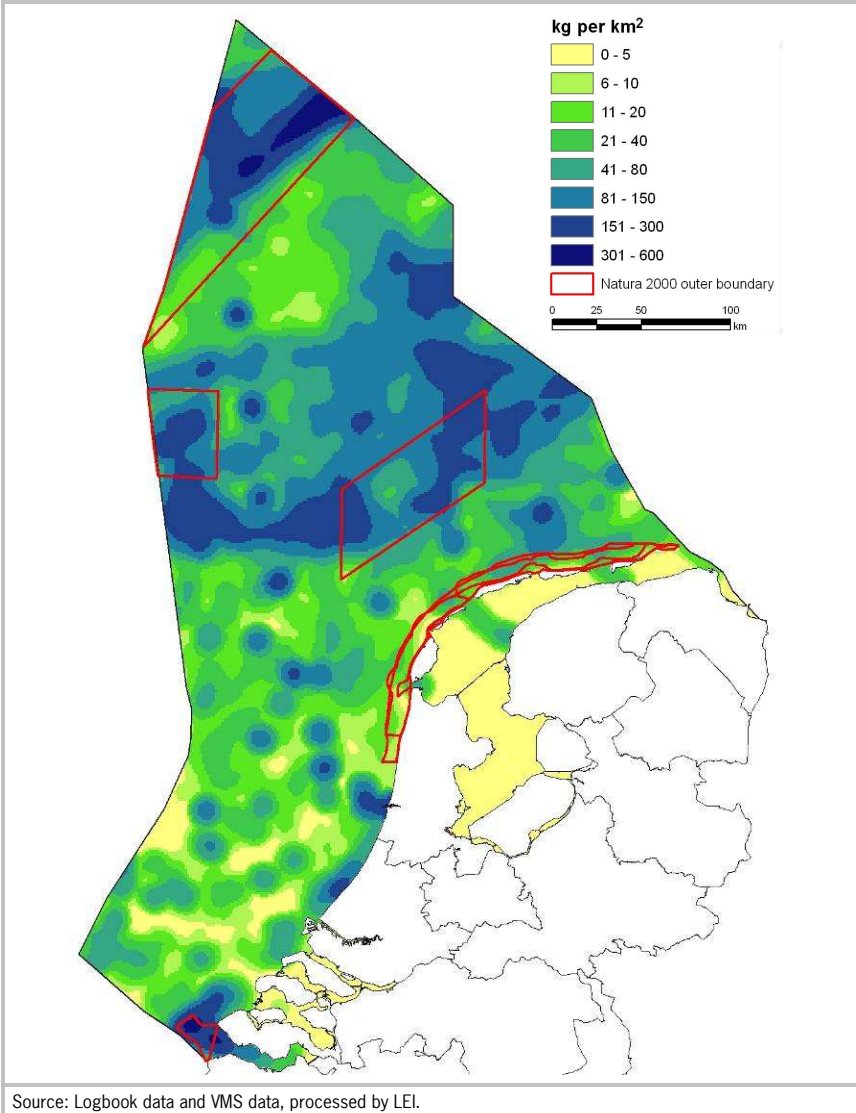 kg per km²
0 - 5
6 - 10
11 - 20
21 - 40
41 - 80
81 - 150
151 - 300
301 - 600
Natura 2000 outer boundary
0 25 50 100
km
Source: Logbook data and VMS data, processed by LEI.